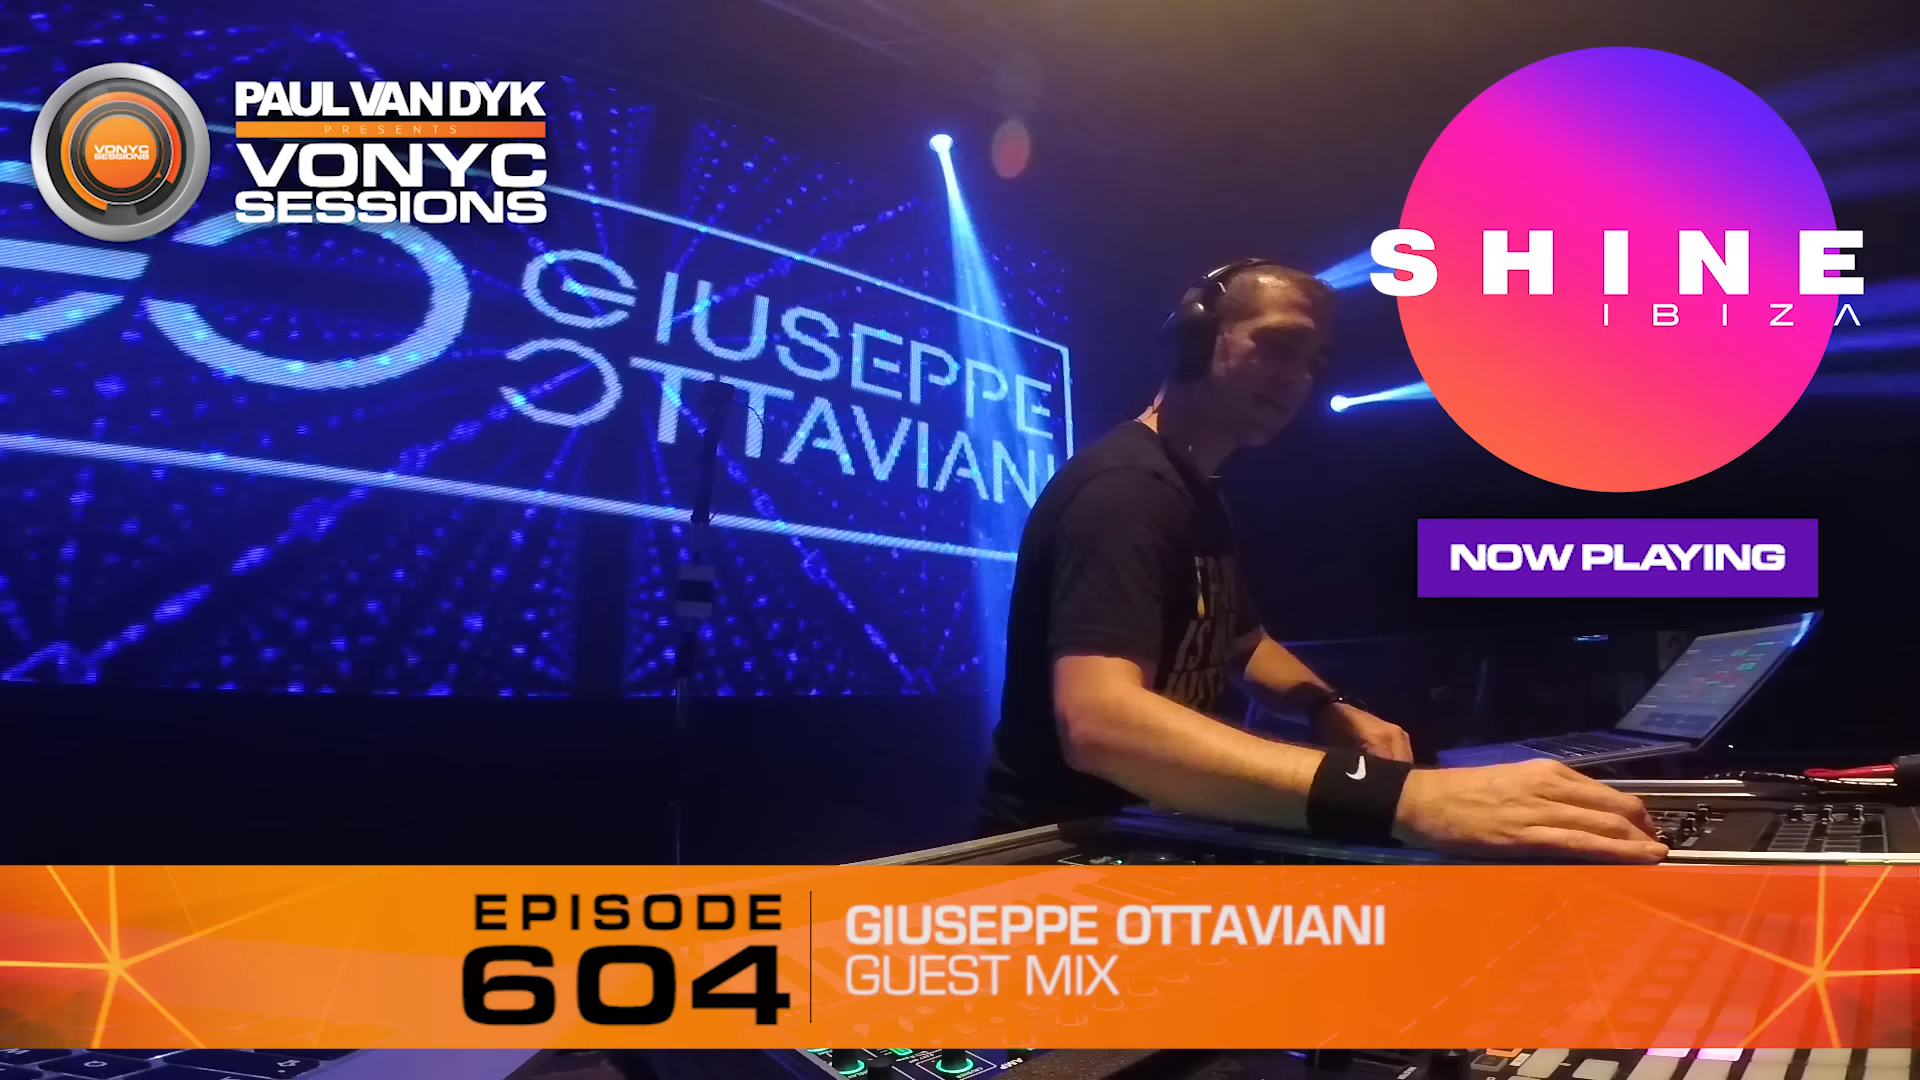 PAUL VAN DYK
PRESENTS
VONYC
SESSIONS
VONYC
SESSIONS
GIUSEPPE
OTTAVIANI
SHINE
IBIZA
NOW PLAYING
EPISODE
604
GIUSEPPE OTTAVIANI
GUEST MIX